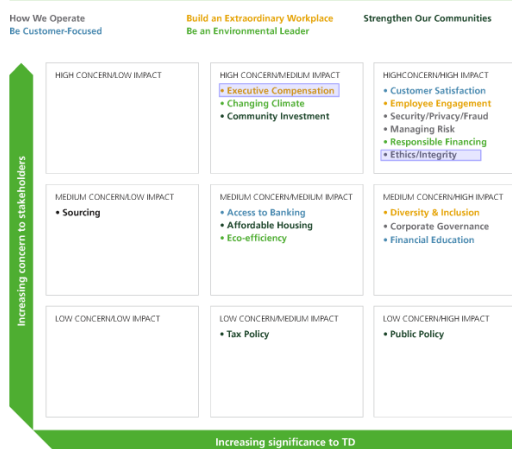 How We Operate
Build an Extraordinary Workplace
Strengthen Our Communities
Be Customer-Focused
Be an Environmental Leader
HIGH CONCERN/LOW IMPACT
HIGH CONCERN/MEDIUM IMPACT
• Executive Compensation
• Changing Climate
• Community Investment
HIGHCONCERN/HIGH IMPACT
• Customer Satisfaction
• Employee Engagement
• Security/Privacy/Fraud
• Managing Risk
• Responsible Financing
• Ethics/Integrity
MEDIUM CONCERN/LOW IMPACT
• Sourcing
MEDIUM CONCERN/MEDIUM IMPACT
• Access to Banking
• Affordable Housing
• Eco-efficiency
MEDIUM CONCERN/HIGH IMPACT
• Diversity & Inclusion
• Corporate Governance
• Financial Education
LOW CONCERN/LOW IMPACT
LOW CONCERN/MEDIUM IMPACT
• Tax Policy
LOW CONCERN/HIGH IMPACT
• Public Policy
Increasing concern to stakeholders
Increasing significance to TD